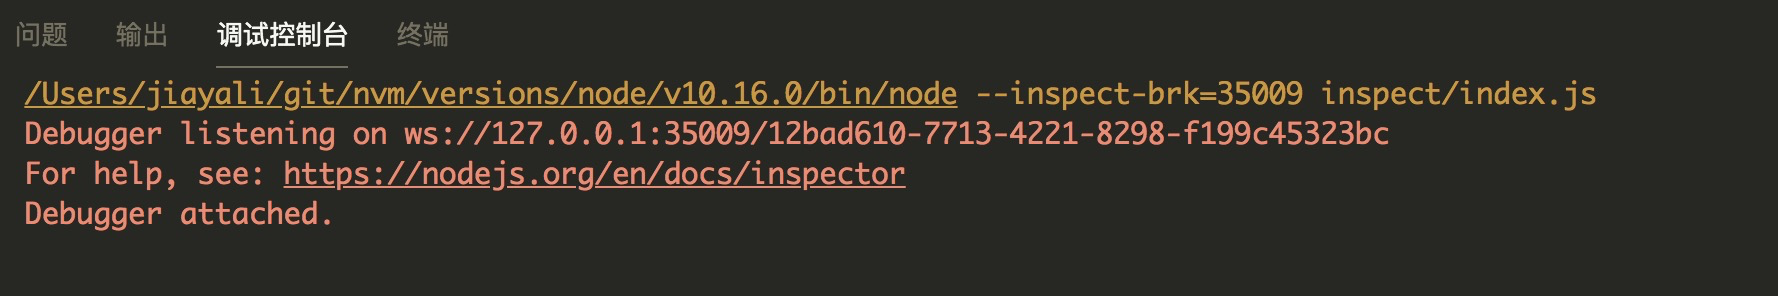 问题 输出 调试控制台 终端
/Users/jiayali/git/nvm/versions/node/v10.16.0/bin/node --inspect-brk=35009 inspect/index.js
Debugger listening on ws://127.0.0.1:35009/12bad610-7713-4221-8298-f199c45323bc
For help, see: https://nodejs.org/en/docs/inspector
Debugger attached.